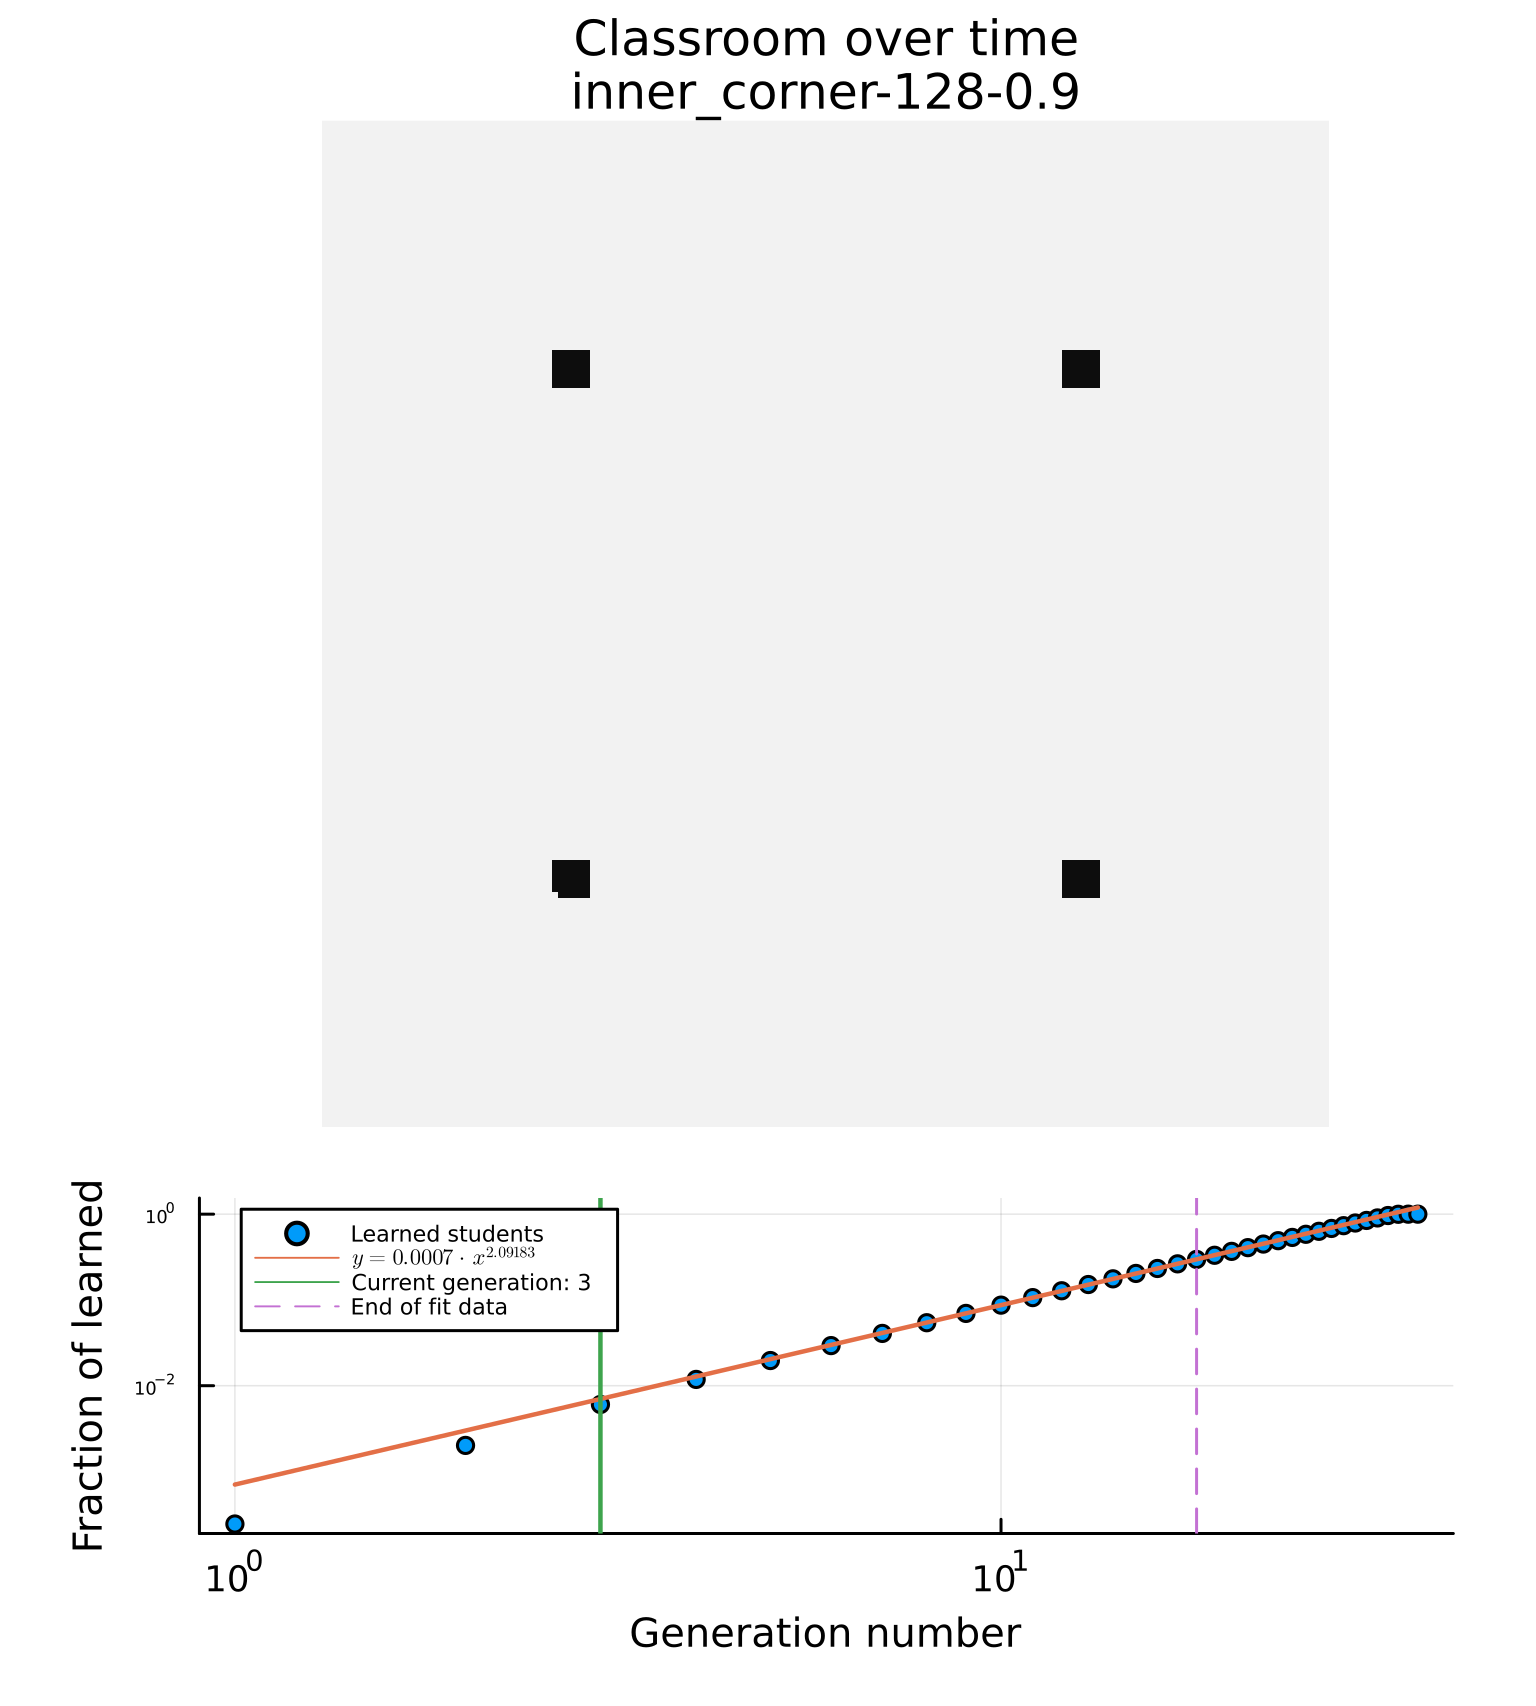 Classroom over time
inner_corner-128-0.9
Fraction of learned
10^0
10^−2
Learned students
y = 0.0007 · x^2.09183
Current generation: 3
End of fit data
10^0
10^1
Generation number